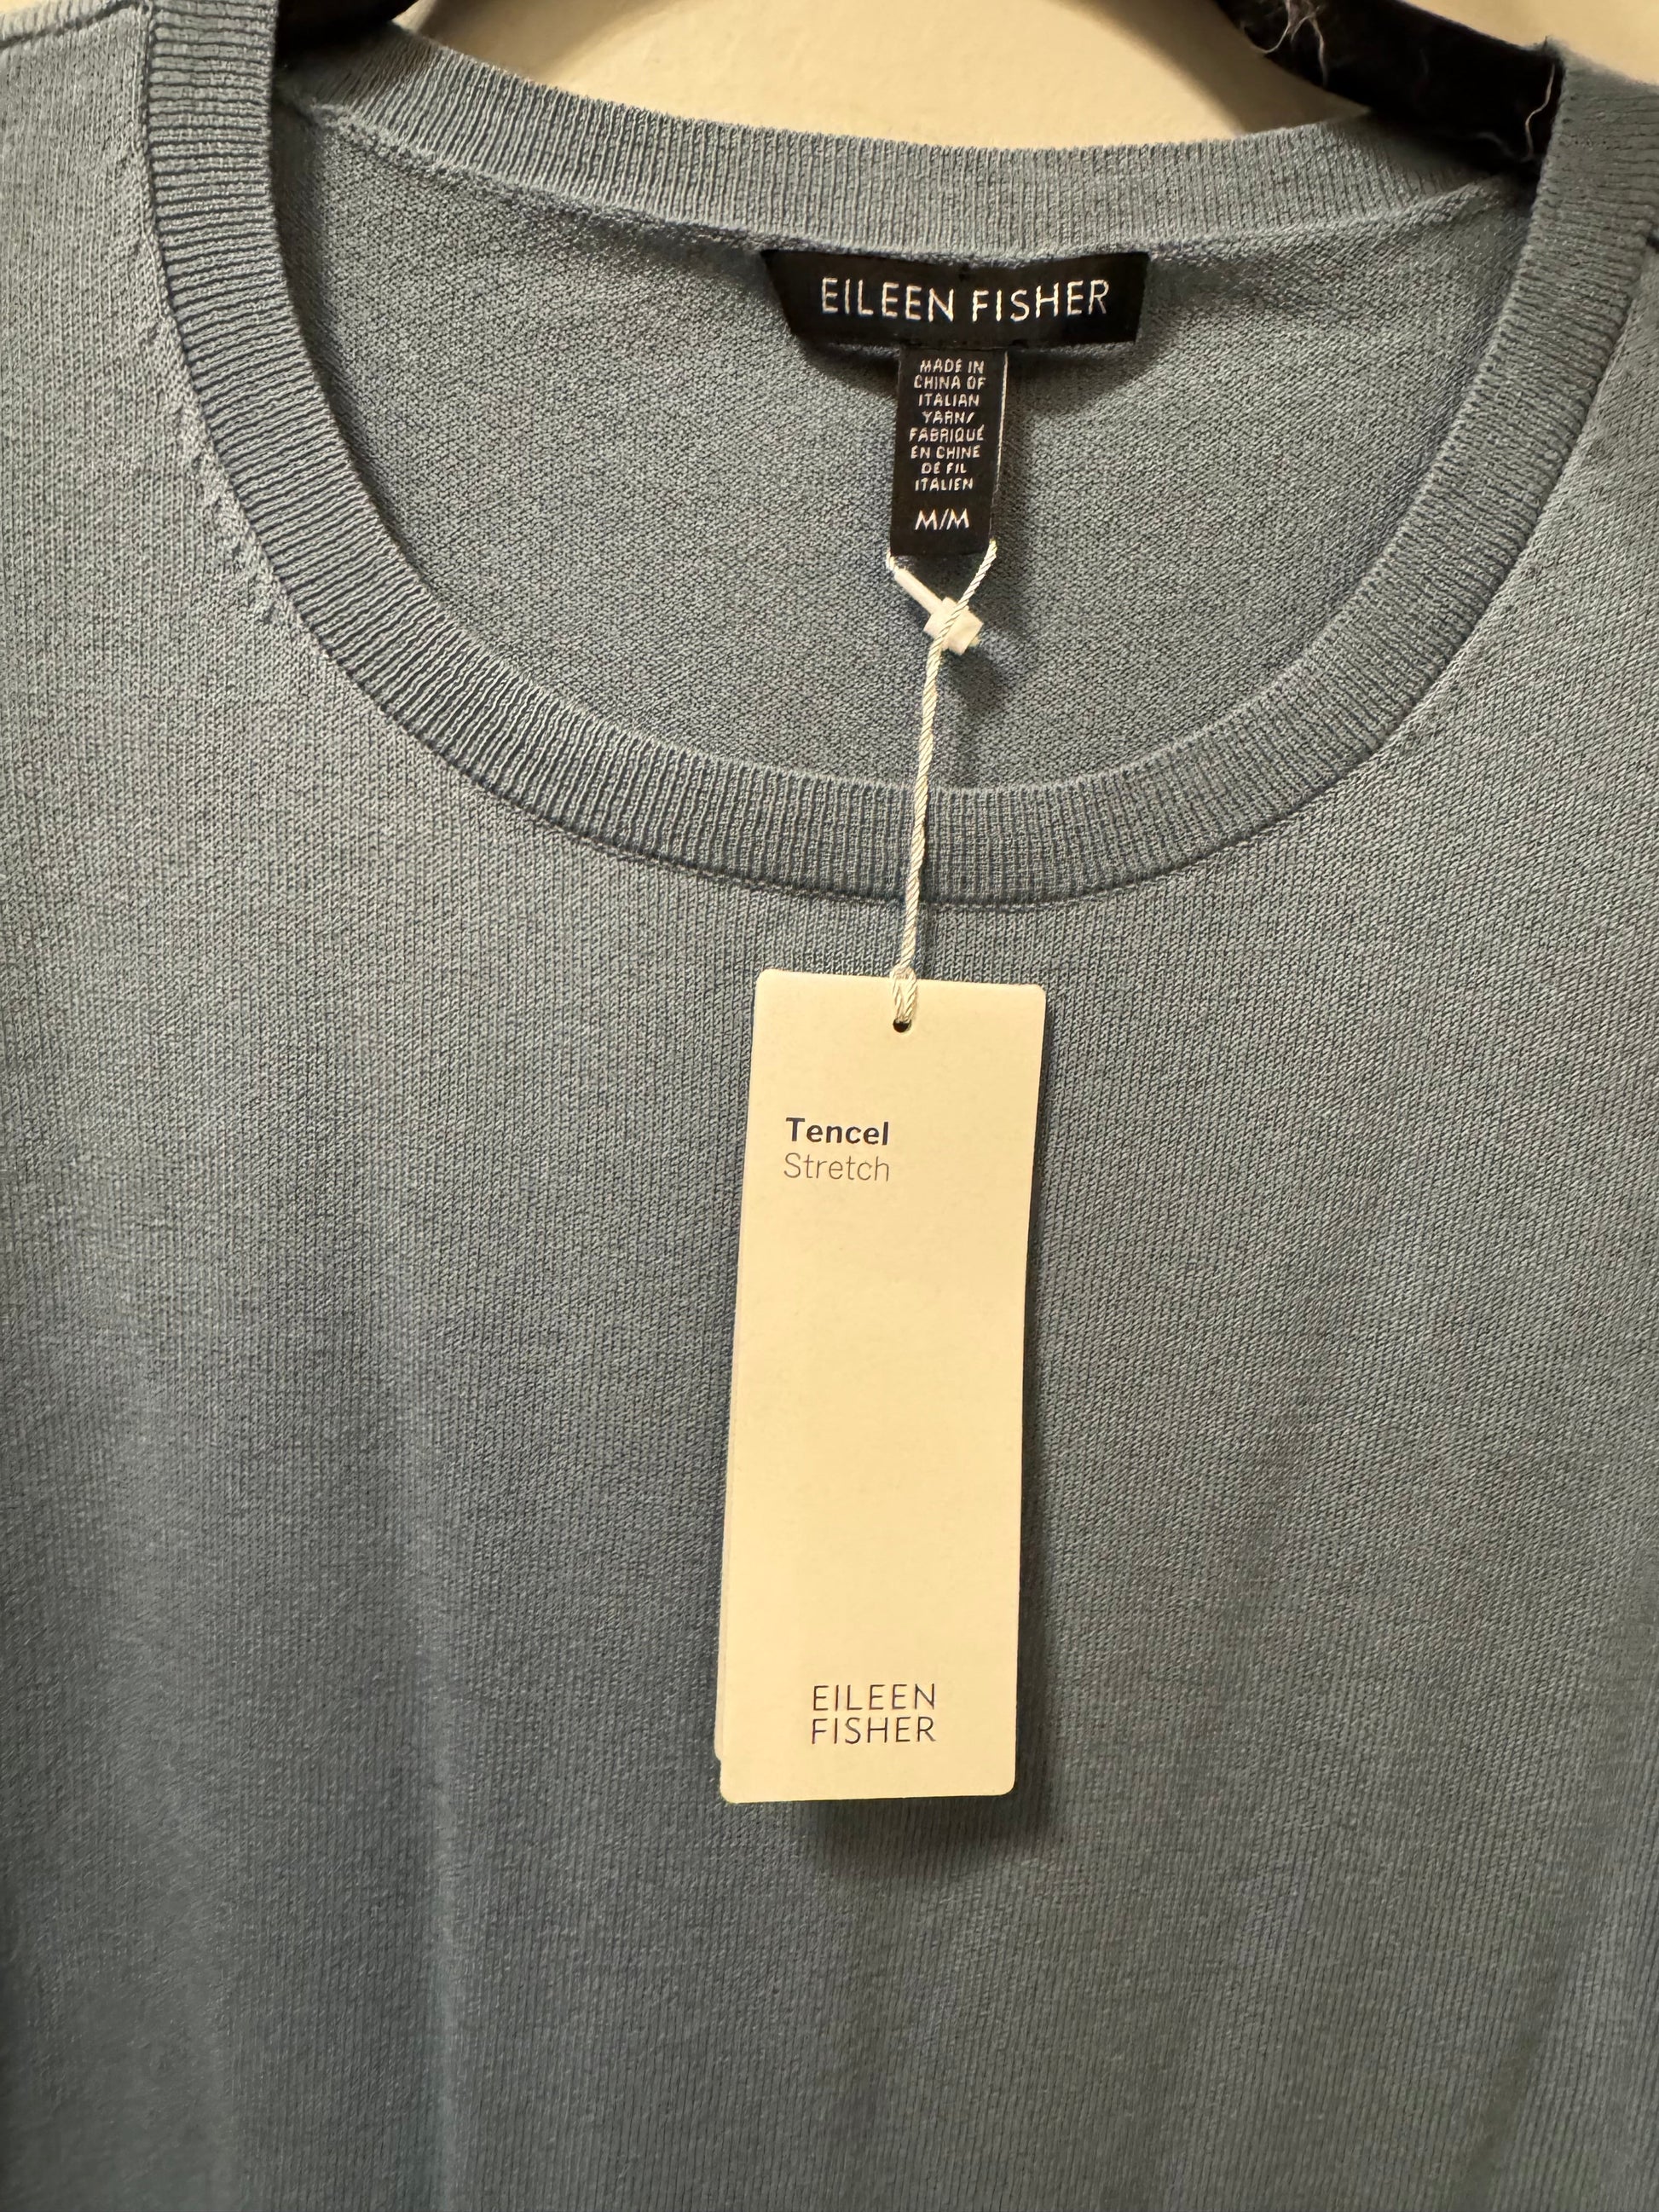 EILEEN FISHER
MADE IN
CHINA OF
ITALIAN
YARN/
FABRIQUÉ
EN CHINE
DE FIL
ITALIEN
M/M
Tencel
Stretch
EILEEN
FISHER